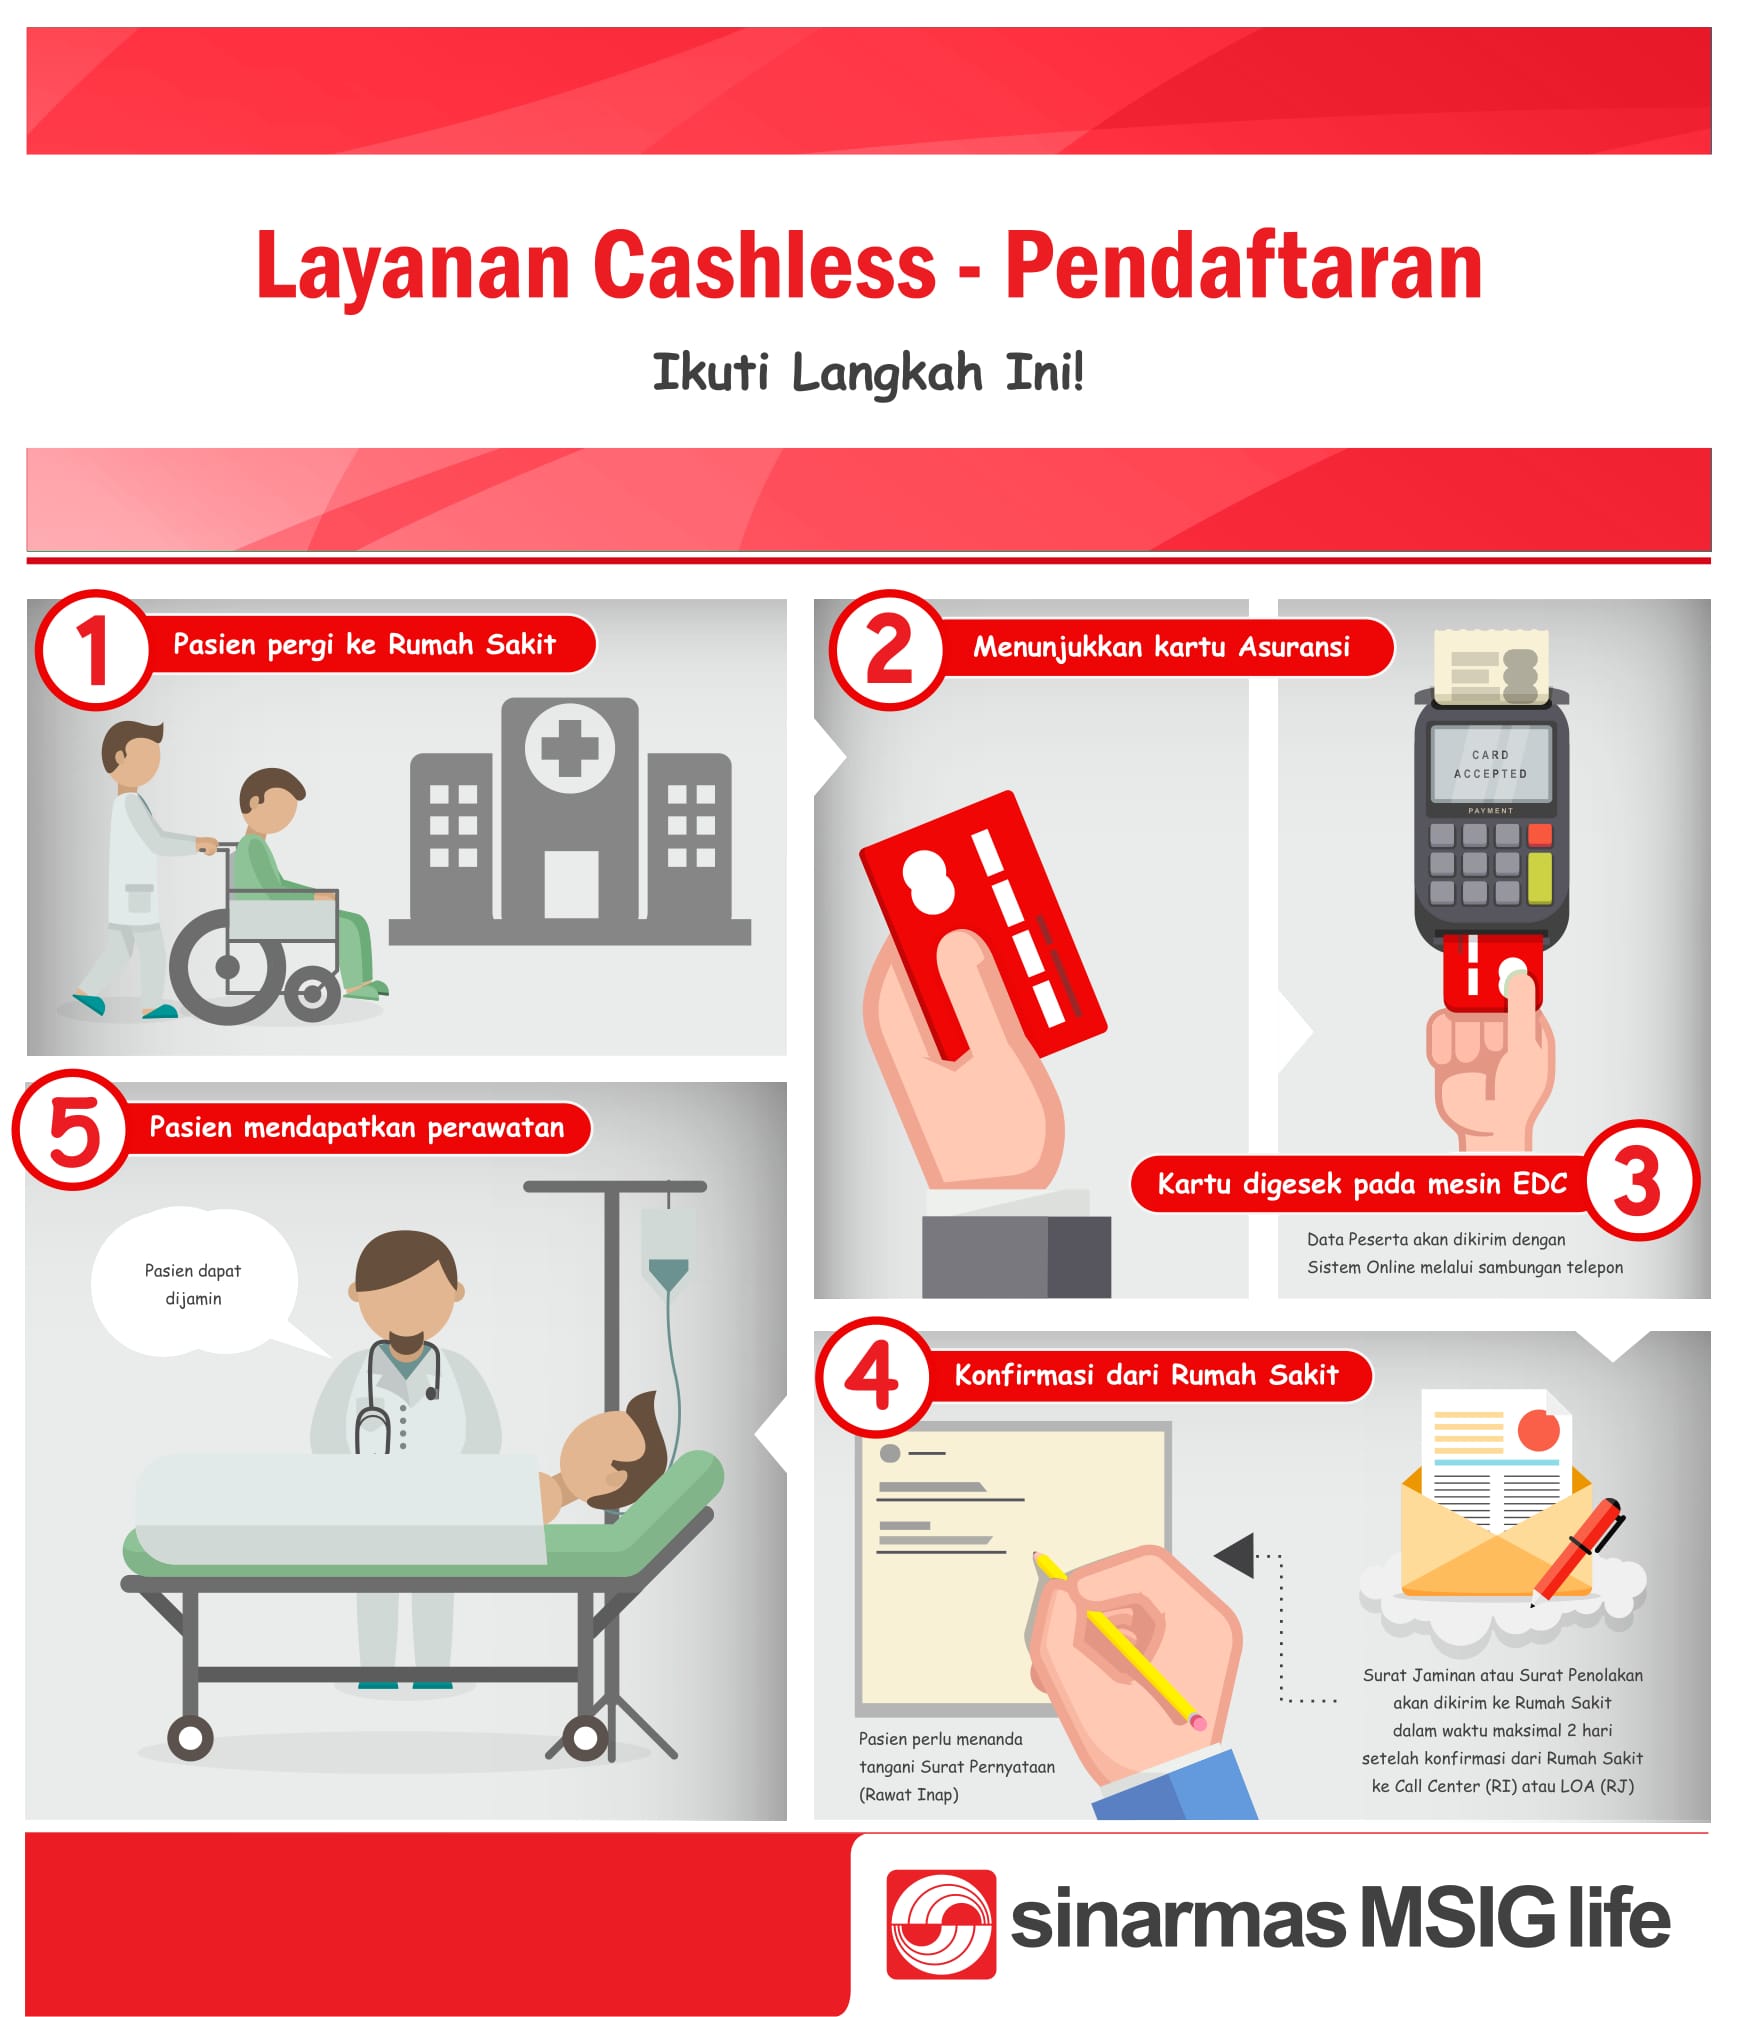 Layanan Cashless - Pendaftaran
Ikuti Langkah Ini!
1
Pasien pergi ke Rumah Sakit
2
Menunjukkan kartu Asuransi
CARD
ACCEPTED
PAYMENT
3
Kartu digesek pada mesin EDC
Data Peserta akan dikirim dengan
Sistem Online melalui sambungan telepon
4
Konfirmasi dari Rumah Sakit
Surat Jaminan atau Surat Penolakan
akan dikirim ke Rumah Sakit
dalam waktu maksimal 2 hari
setelah konfirmasi dari Rumah Sakit
ke Call Center (RI) atau LOA (RJ)
Pasien perlu menanda
tangani Surat Pernyataan
(Rawat Inap)
5
Pasien mendapatkan perawatan
Pasien dapat
dijamin
sinarmas MSIG life